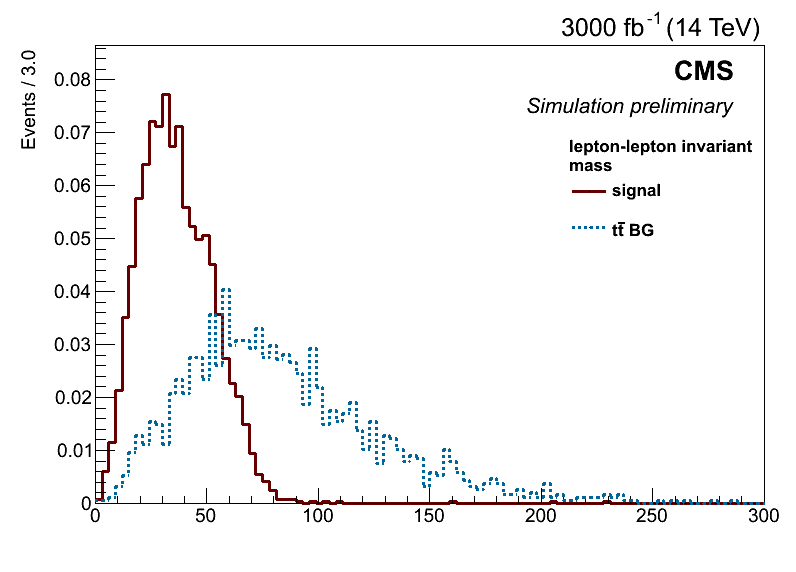 3000 fb-1 (14 TeV)
Events / 3.0
CMS
Simulation preliminary
lepton-lepton invariant
mass
signal
tt̄ BG
0.08
0.07
0.06
0.05
0.04
0.03
0.02
0.01
0
0 50 100 150 200 250 300